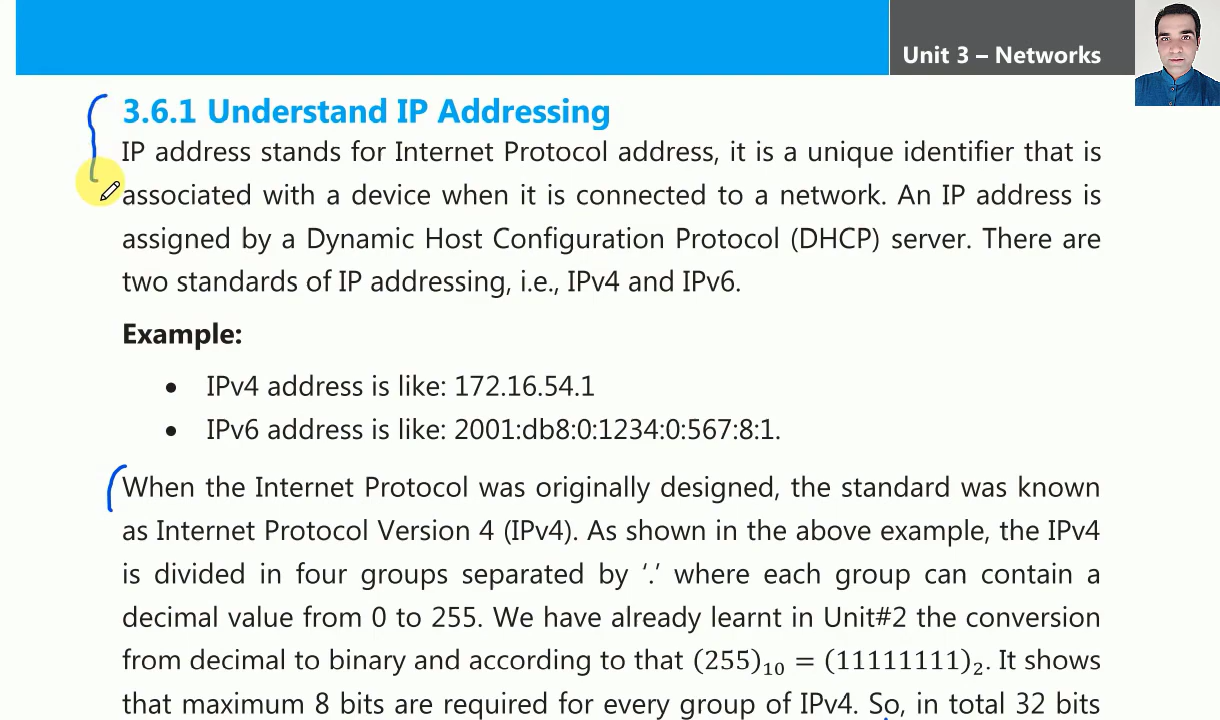 Unit 3 – Networks
3.6.1 Understand IP Addressing
IP address stands for Internet Protocol address, it is a unique identifier that is
associated with a device when it is connected to a network. An IP address is
assigned by a Dynamic Host Configuration Protocol (DHCP) server. There are
two standards of IP addressing, i.e., IPv4 and IPv6.
Example:
• IPv4 address is like: 172.16.54.1
• IPv6 address is like: 2001:db8:0:1234:0:567:8:1.
When the Internet Protocol was originally designed, the standard was known
as Internet Protocol Version 4 (IPv4). As shown in the above example, the IPv4
is divided in four groups separated by ‘.’ where each group can contain a
decimal value from 0 to 255. We have already learnt in Unit#2 the conversion
from decimal to binary and according to that (255)₁₀ = (11111111)₂. It shows
that maximum 8 bits are required for every group of IPv4. So, in total 32 bits